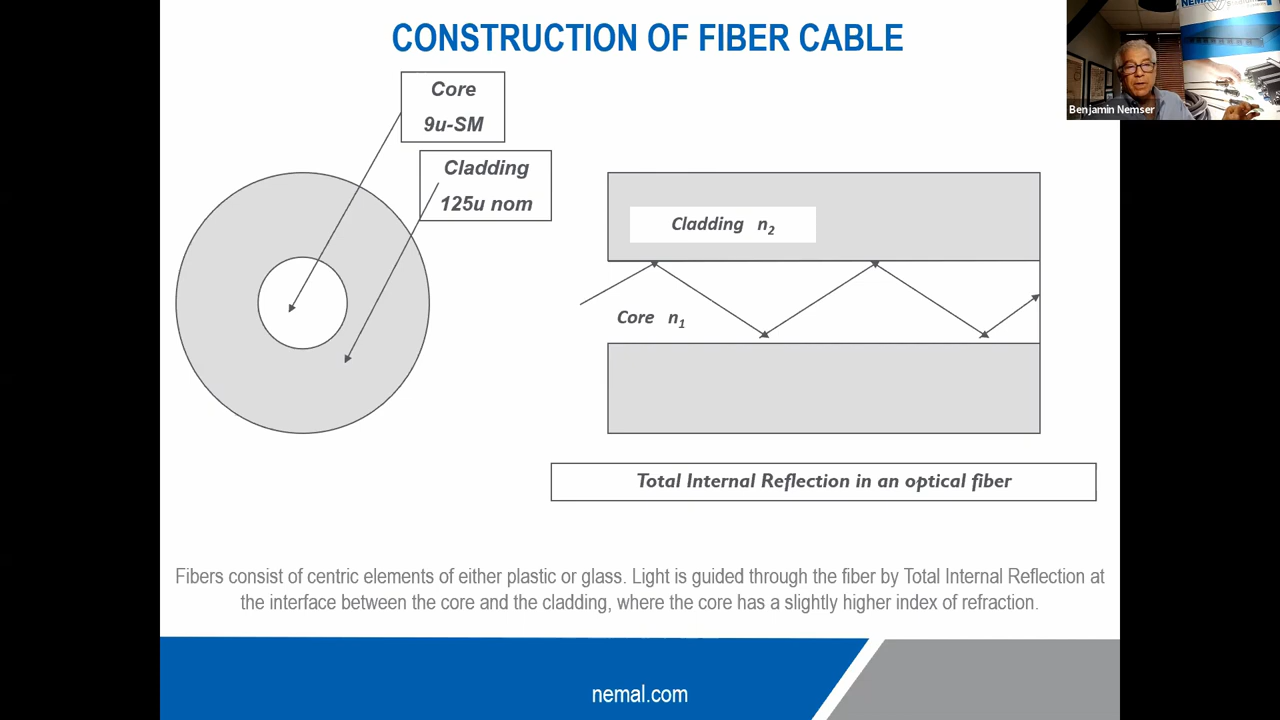 CONSTRUCTION OF FIBER CABLE
Core
9u-SM
Cladding
125u nom
Cladding n2
Core n1
Total Internal Reflection in an optical fiber
Fibers consist of centric elements of either plastic or glass. Light is guided through the fiber by Total Internal Reflection at
the interface between the core and the cladding, where the core has a slightly higher index of refraction.
nemal.com
Benjamin Nemser